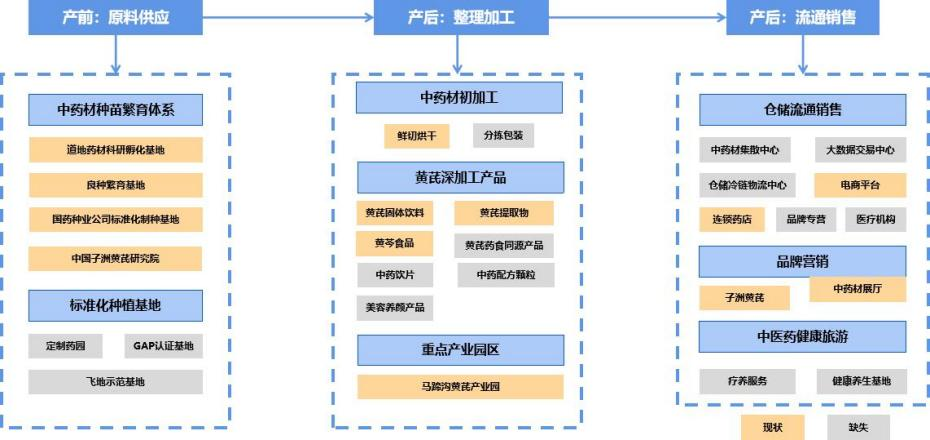 产前：原料供应
产后：整理加工
产后：流通销售
中药材种苗繁育体系
道地药材科研孵化基地
良种繁育基地
国药种业公司标准化制种基地
中国子洲黄芪研究院
标准化种植基地
定制药园
GAP认证基地
飞地示范基地
中药材初加工
鲜切烘干
分拣包装
黄芪深加工产品
黄芪固体饮料
黄芪提取物
黄芩食品
黄芪药食同源产品
中药饮片
中药配方颗粒
美容养颜产品
重点产业园区
马蹄沟黄芪产业园
仓储流通销售
中药材集散中心
大数据交易中心
仓储冷链物流中心
电商平台
连锁药店
品牌专营
医疗机构
品牌营销
子洲黄芪
中药材展厅
中医药健康旅游
疗养服务
健康养生基地
现状
缺失